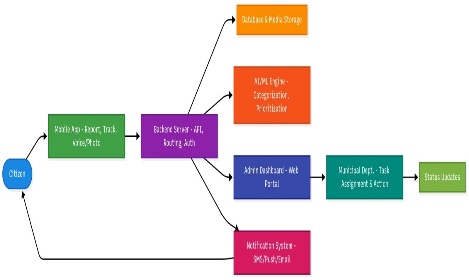 Citizen
Mobile App - Report, Track,
Voice/Photo
Backend Server - API,
Routing, Auth
Database & Media Storage
AI/ML Engine -
Categorization,
Prioritization
Admin Dashboard - Web
Portal
Municipal Dept. - Task
Assignment & Action
Status Updates
Notification System -
SMS/Push/Email